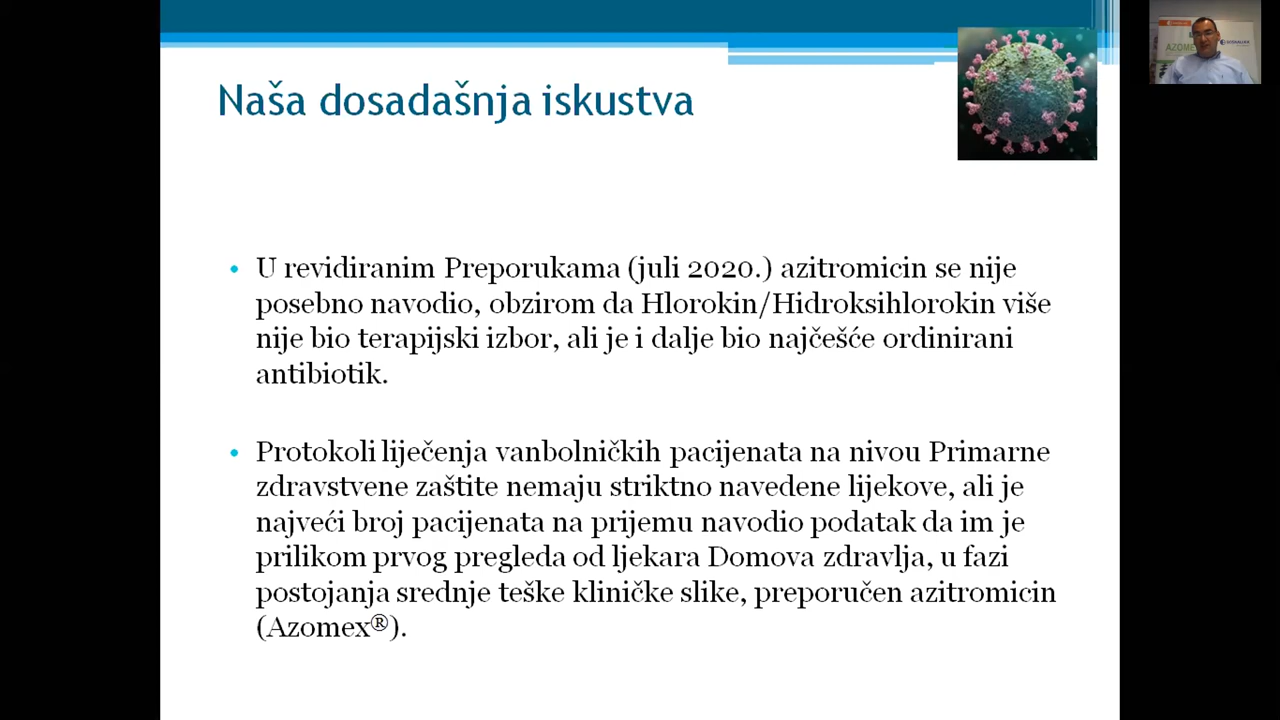 Naša dosadašnja iskustva
U revidiranim Preporukama (juli 2020.) azitromicin se nije
posebno navodio, obzirom da Hlorokin/Hidroksihlorokin više
nije bio terapijski izbor, ali je i dalje bio najčešće ordinirani
antibiotik.
Protokoli liječenja vanbolničkih pacijenata na nivou Primarne
zdravstvene zaštite nemaju striktno navedene lijekove, ali je
najveći broj pacijenata na prijemu navodio podatak da im je
prilikom prvog pregleda od ljekara Domova zdravlja, u fazi
postojanja srednje teške kliničke slike, preporučen azitromicin
(Azomex®).